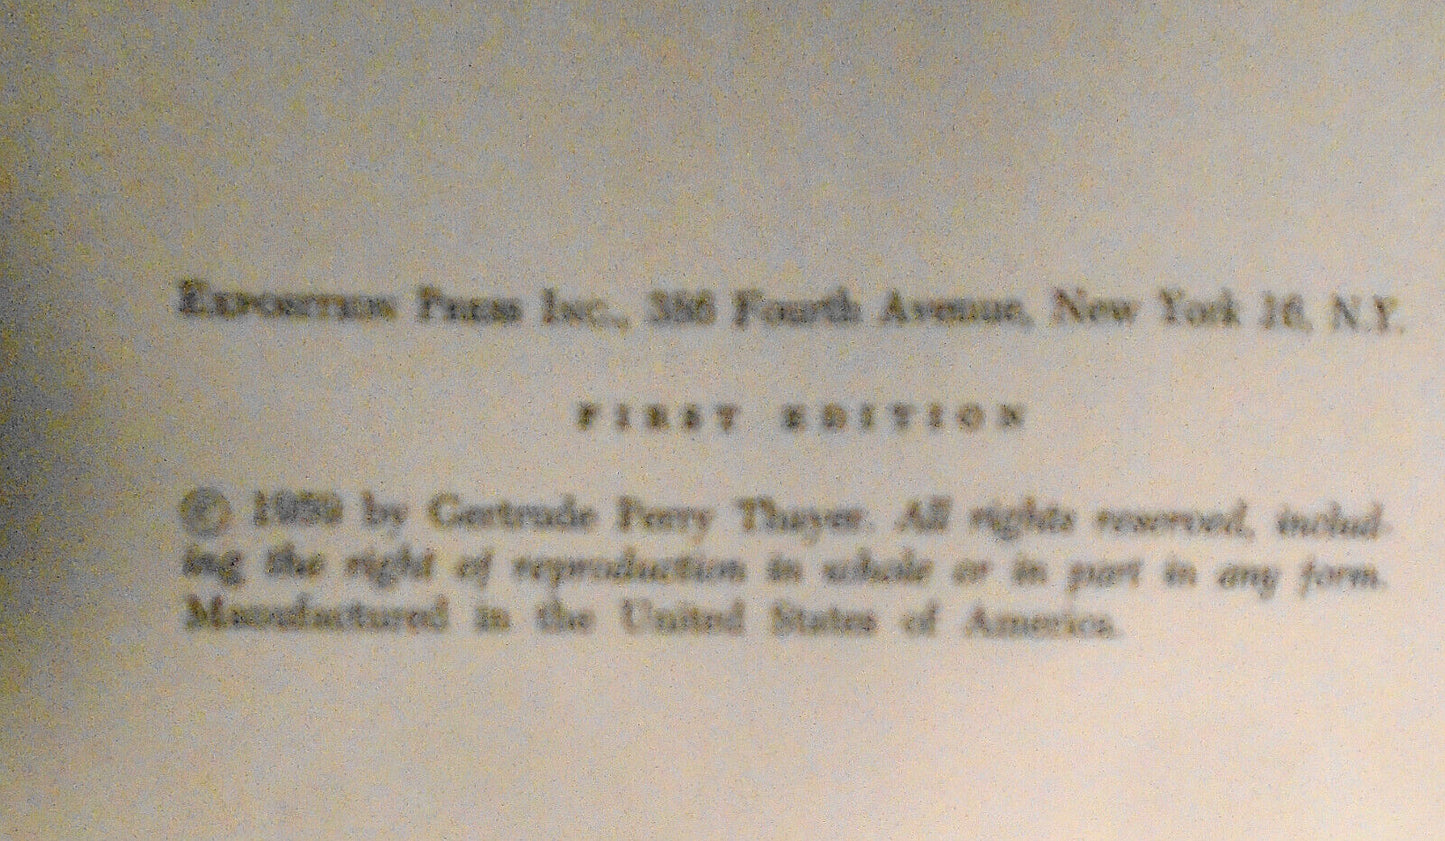 EXPOSITION PRESS INC., 386 Fourth Avenue, New York 16, N.Y.
FIRST EDITION
© by Gertrude Perry Thayer. All rights reserved, includ-
ing the right of reproduction in whole or in part in any form.
Manufactured in the United States of America.